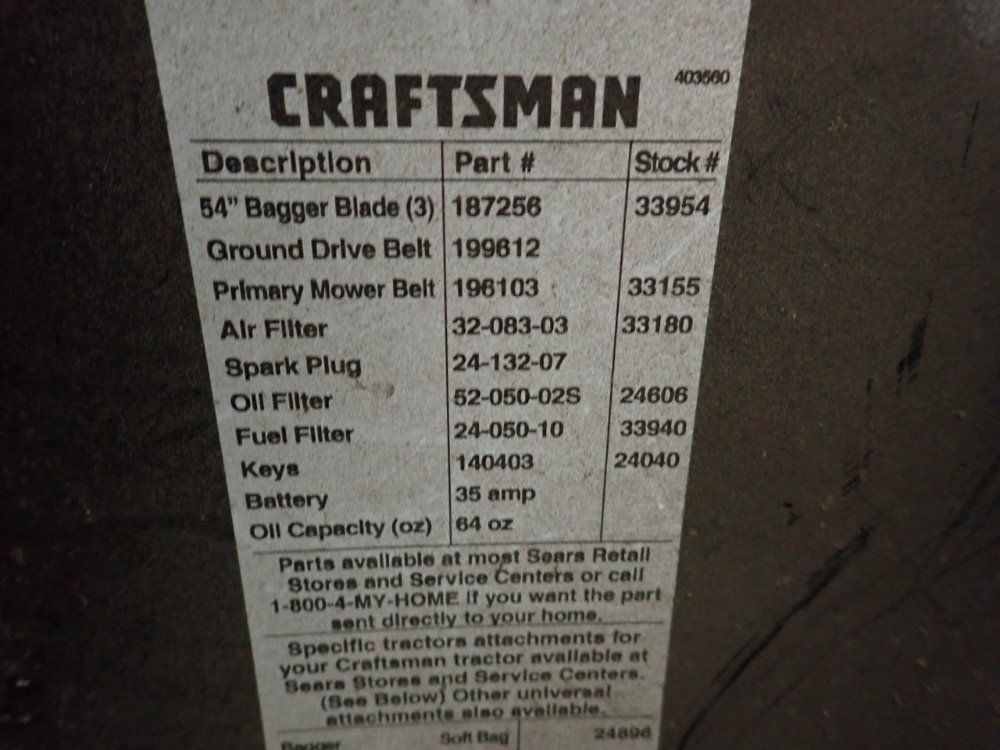 CRAFTSMAN 403560
Description Part # Stock #
54" Bagger Blade (3) 187256 33954
Ground Drive Belt 199612
Primary Mower Belt 196103 33155
Air Filter 32-083-03 33180
Spark Plug 24-132-07
Oil Filter 52-050-02S 24606
Fuel Filter 24-050-10 33940
Keys 140403 24040
Battery 35 amp
Oil Capacity (oz) 64 oz
Parts available at most Sears Retail
Stores and Service Centers or call
1-800-4-MY-HOME if you want the part
sent directly to your home.
Specific tractors attachments for
your Craftsman tractor available at
Sears Stores and Service Centers.
(See Below) Other universal
attachments also available.
Bagger Soft Bag 24896